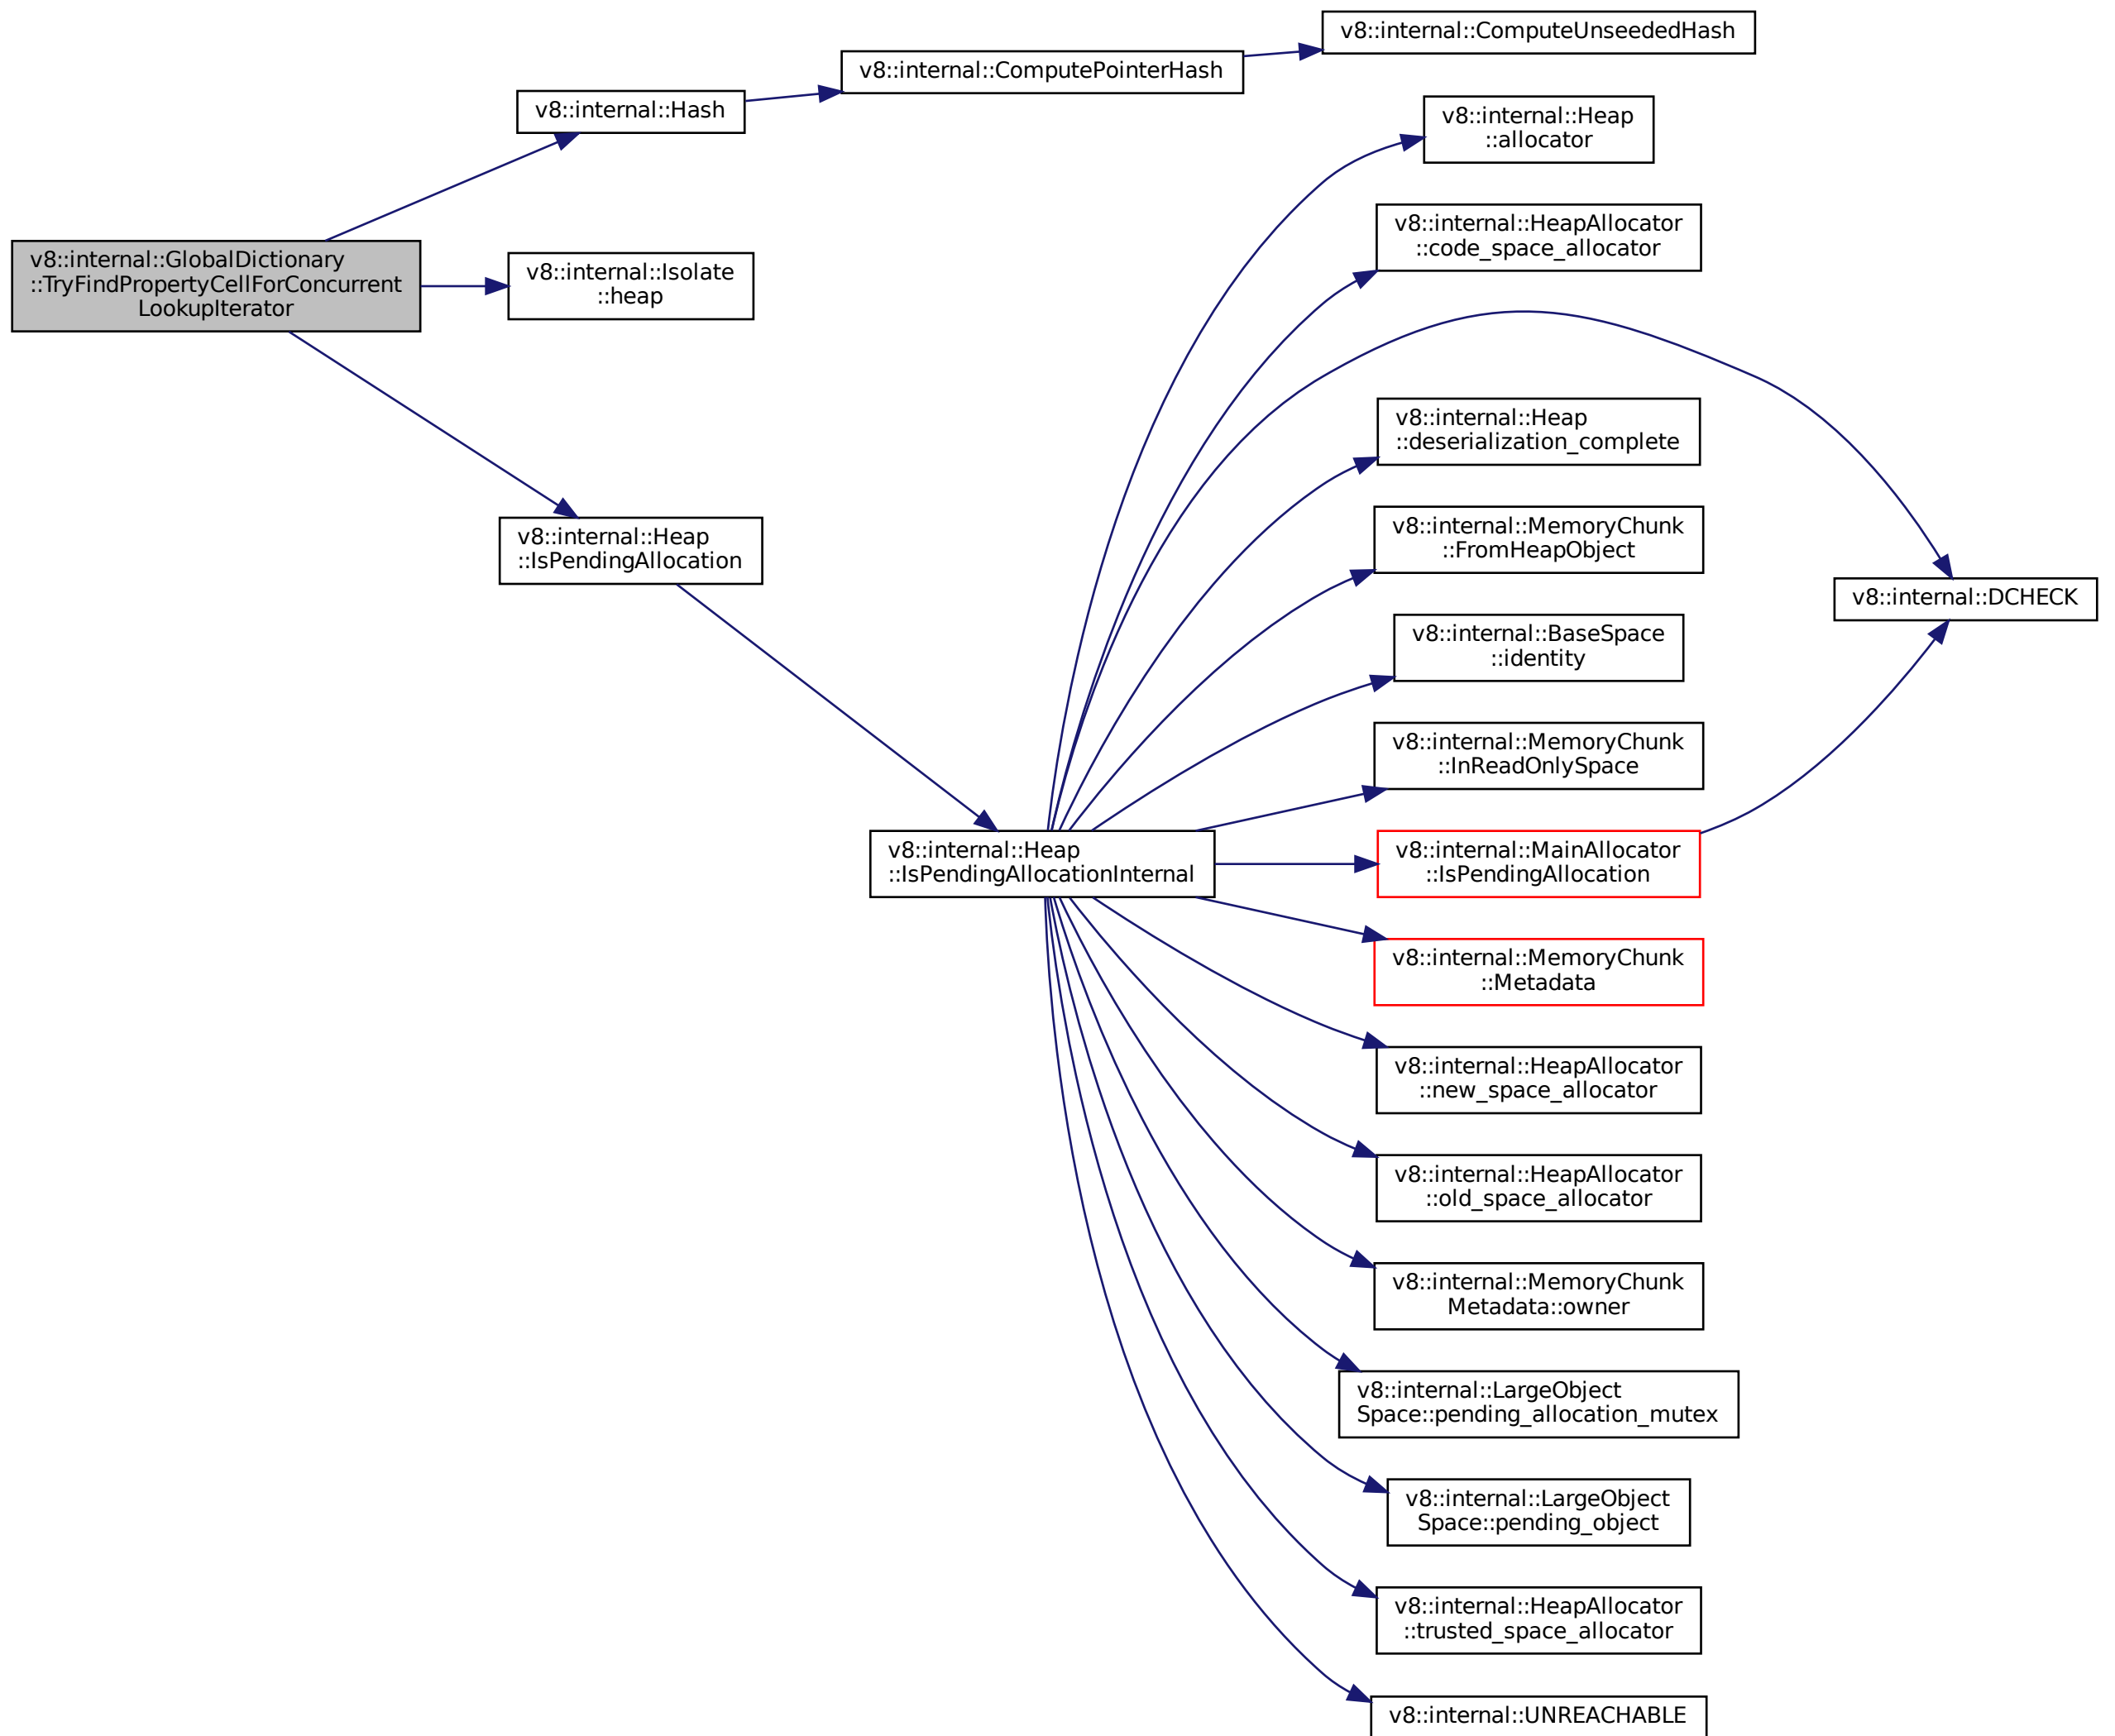 v8::internal::ComputeUnseededHash
v8::internal::ComputePointerHash
v8::internal::Hash
v8::internal::Heap
::allocator
v8::internal::HeapAllocator
::code_space_allocator
v8::internal::GlobalDictionary
::TryFindPropertyCellForConcurrent
LookupIterator
v8::internal::Isolate
::heap
v8::internal::Heap
::deserialization_complete
v8::internal::Heap
::IsPendingAllocation
v8::internal::MemoryChunk
::FromHeapObject
v8::internal::DCHECK
v8::internal::BaseSpace
::identity
v8::internal::MemoryChunk
::InReadOnlySpace
v8::internal::Heap
::IsPendingAllocationInternal
v8::internal::MainAllocator
::IsPendingAllocation
v8::internal::MemoryChunk
::Metadata
v8::internal::HeapAllocator
::new_space_allocator
v8::internal::HeapAllocator
::old_space_allocator
v8::internal::MemoryChunk
Metadata::owner
v8::internal::LargeObject
Space::pending_allocation_mutex
v8::internal::LargeObject
Space::pending_object
v8::internal::HeapAllocator
::trusted_space_allocator
v8::internal::UNREACHABLE